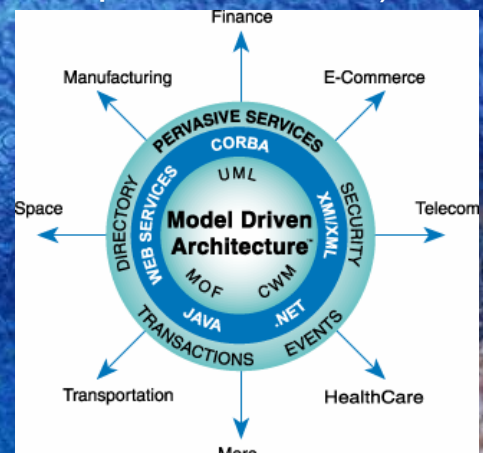 Finance
Manufacturing
E-Commerce
PERVASIVE SERVICES
CORBA
UML
DIRECTORY
WEB SERVICES
XMI/XML
SECURITY
Space
Model Driven
Architecture™
Telecom
MOF
CWM
JAVA
.NET
TRANSACTIONS
EVENTS
Transportation
HealthCare
More